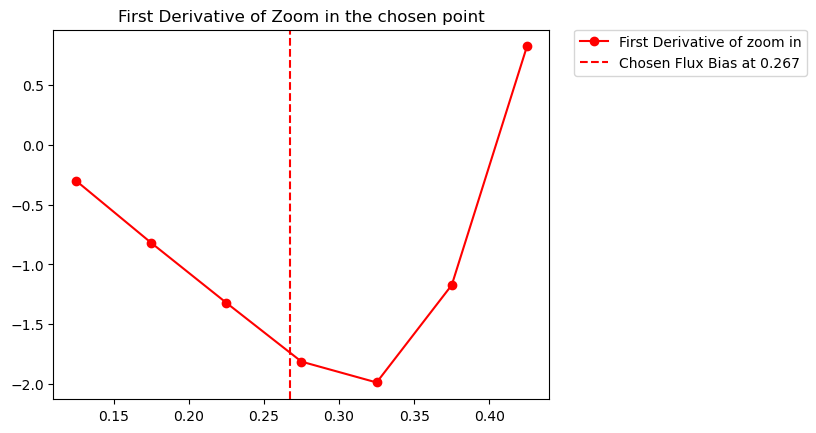 First Derivative of Zoom in the chosen point
First Derivative of zoom in
Chosen Flux Bias at 0.267
0.5
0.0
−0.5
−1.0
−1.5
−2.0
0.15 0.20 0.25 0.30 0.35 0.40